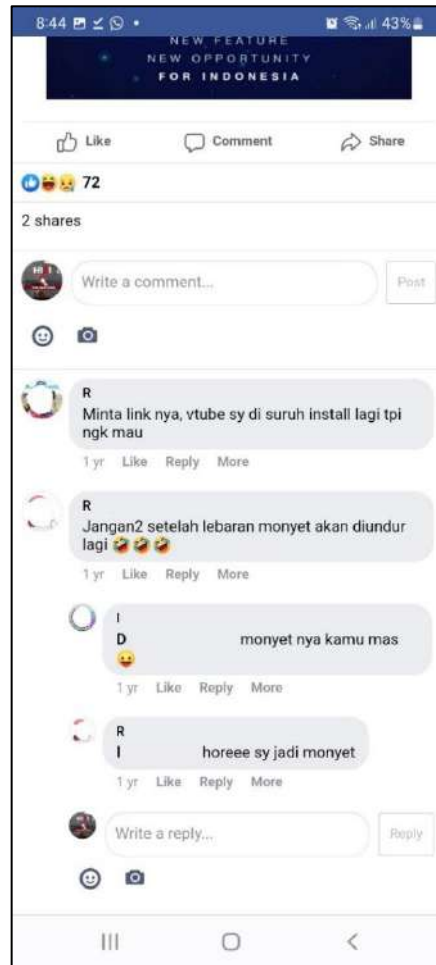 8:44
43%
NEW FEATURE
NEW OPPORTUNITY
FOR INDONESIA
Like Comment Share
72
2 shares
Write a comment... Post
R
Minta link nya, vtube sy di suruh install lagi tpi
ngk mau
1 yr Like Reply More
R
Jangan2 setelah lebaran monyet akan diundur
lagi 🤣🤣🤣
1 yr Like Reply More
I
D monyet nya kamu mas
😛
1 yr Like Reply More
R
I horeee sy jadi monyet
1 yr Like Reply More
Write a reply... Reply